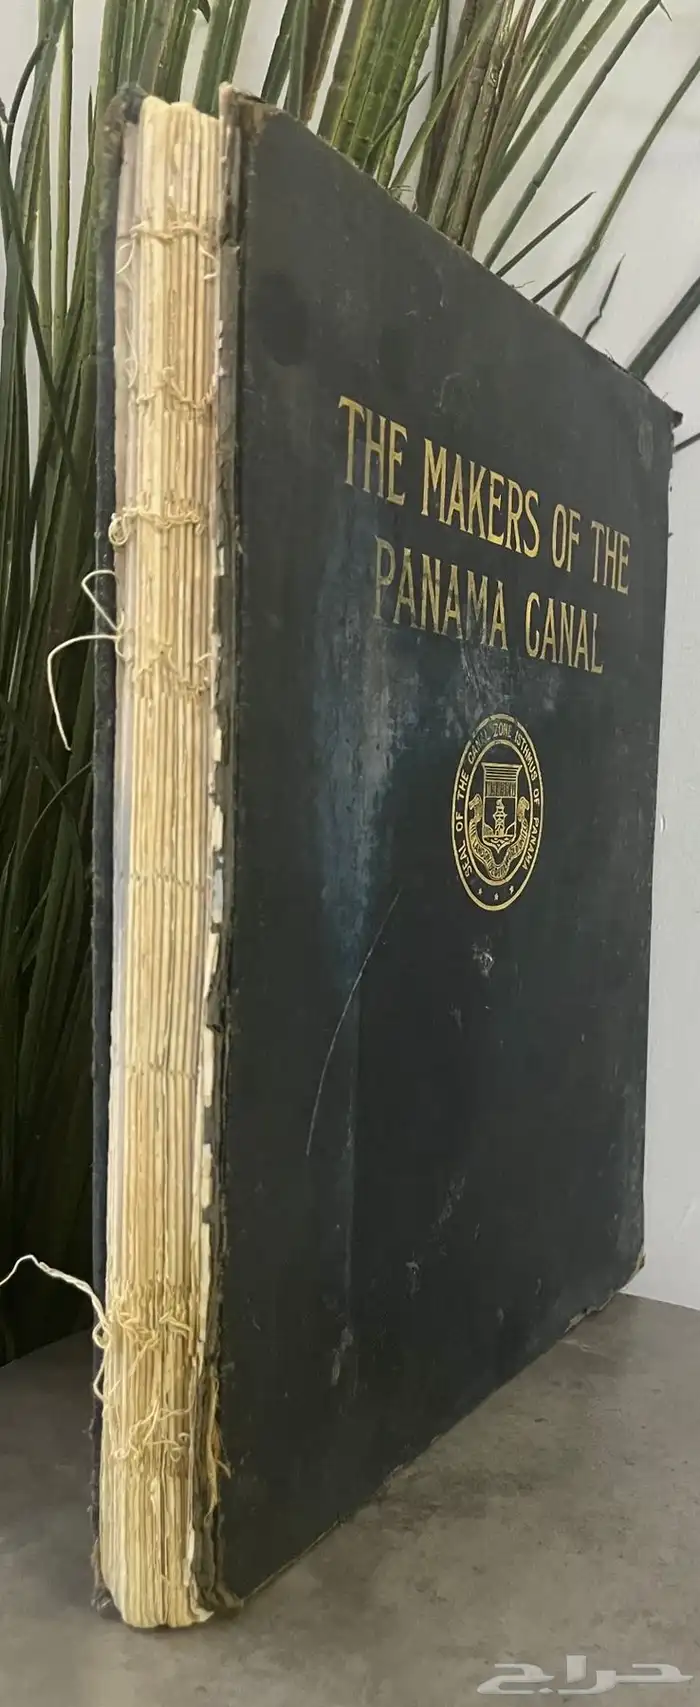 THE MAKERS OF THE
PANAMA CANAL
SEAL OF THE CANAL ZONE ISTHMUS OF PANAMA
حراج